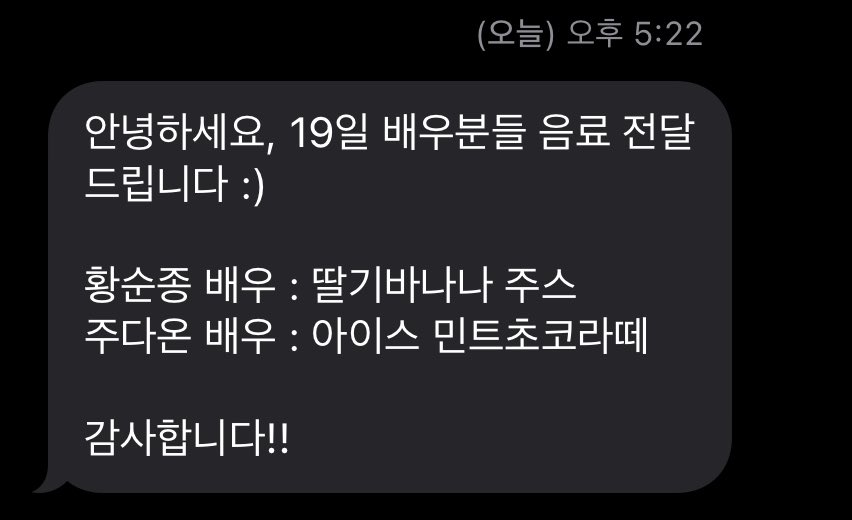 (오늘) 오후 5:22
안녕하세요, 19일 배우분들 음료 전달
드립니다 :)
황순종 배우 : 딸기바나나 주스
주다온 배우 : 아이스 민트초코라떼
감사합니다!!